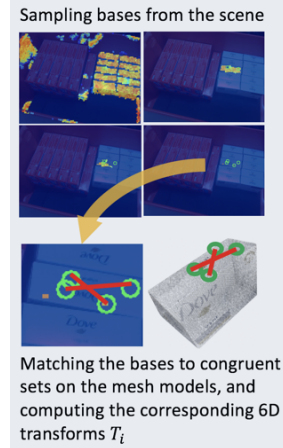 Sampling bases from the scene
Dove
Dove
Matching the bases to congruent
sets on the mesh models, and
computing the corresponding 6D
transforms Tᵢ